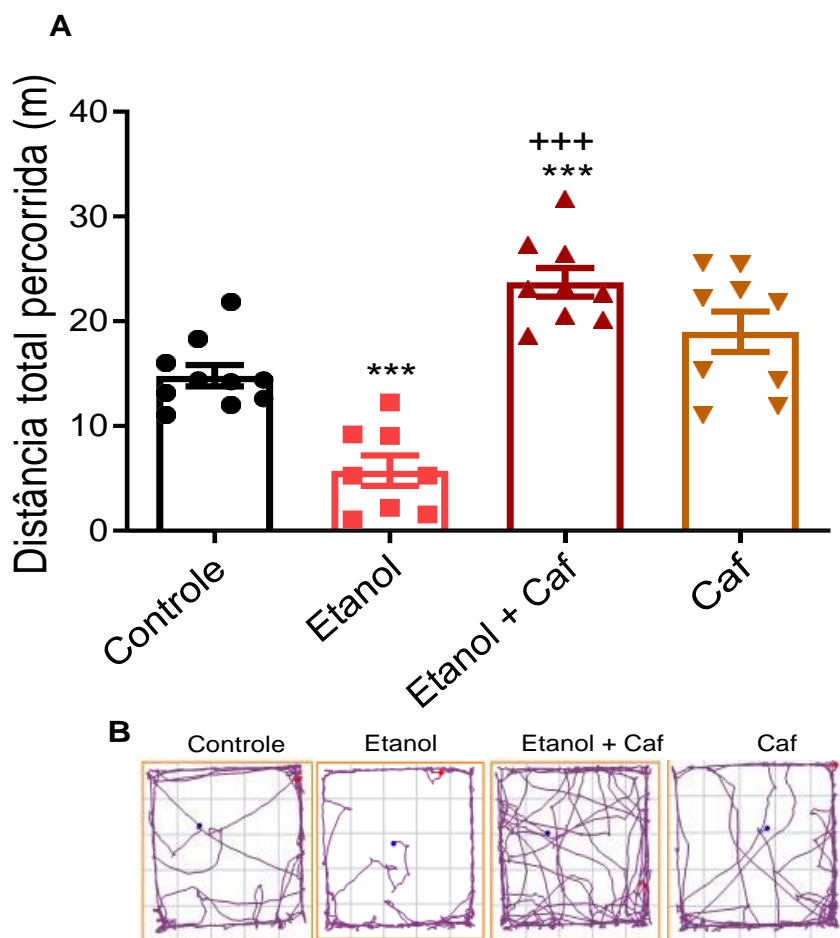 A
Distância total percorrida (m)
40
30
20
10
0
+++
***
***
Controle
Etanol
Etanol + Caf
Caf
B
Controle
Etanol
Etanol + Caf
Caf